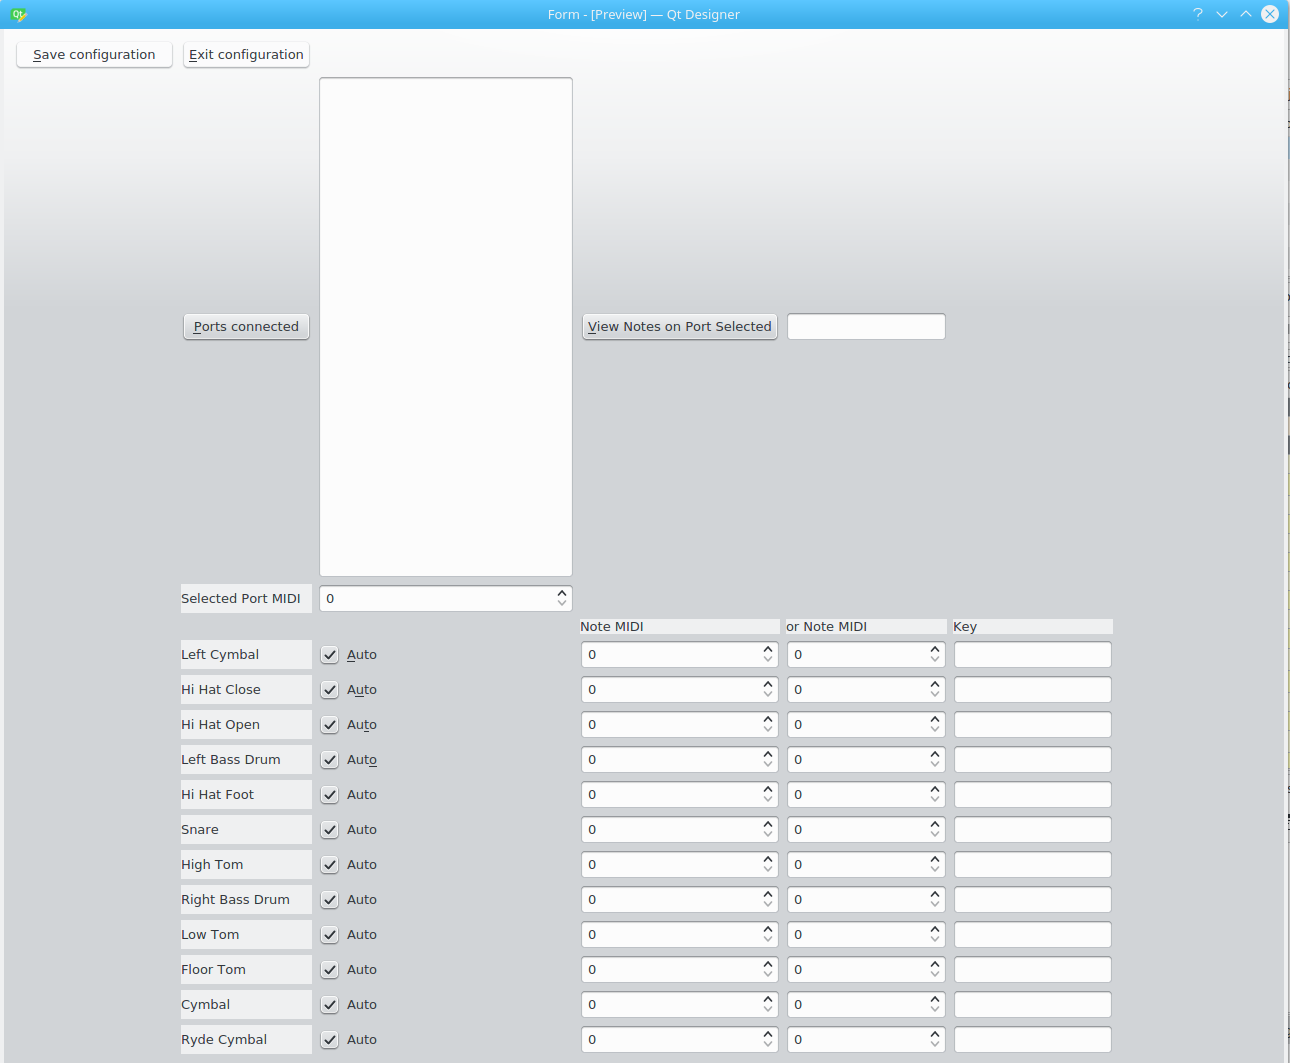 Qt
Form - [Preview] — Qt Designer
?
Save configuration
Exit configuration
Ports connected
View Notes on Port Selected
Selected Port MIDI
0
Note MIDI
or Note MIDI
Key
Left Cymbal
Auto
0
0
Hi Hat Close
Auto
0
0
Hi Hat Open
Auto
0
0
Left Bass Drum
Auto
0
0
Hi Hat Foot
Auto
0
0
Snare
Auto
0
0
High Tom
Auto
0
0
Right Bass Drum
Auto
0
0
Low Tom
Auto
0
0
Floor Tom
Auto
0
0
Cymbal
Auto
0
0
Ryde Cymbal
Auto
0
0